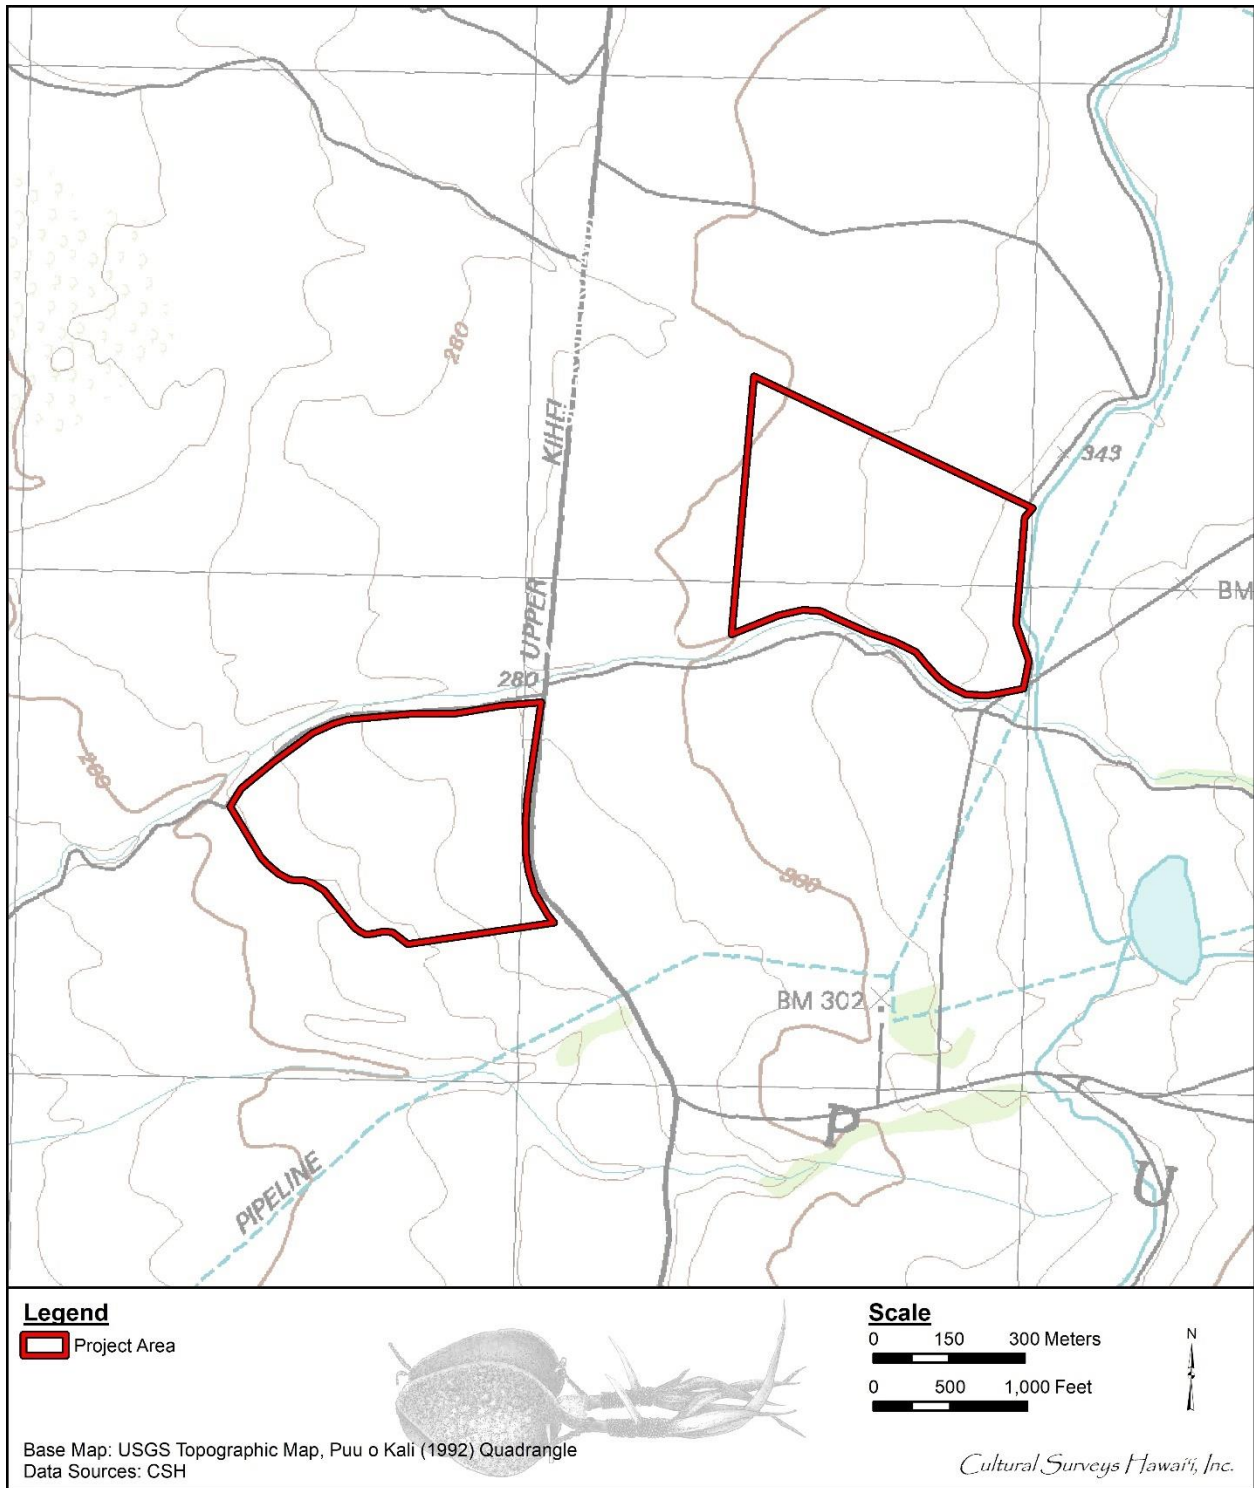 280
343
UPPER KIHEI
BM
280
BM 302
P
U
PIPELINE
Legend
Project Area
Scale
0 150 300 Meters
0 500 1,000 Feet
N
Base Map: USGS Topographic Map, Puu o Kali (1992) Quadrangle
Data Sources: CSH
Cultural Surveys Hawai‘i, Inc.